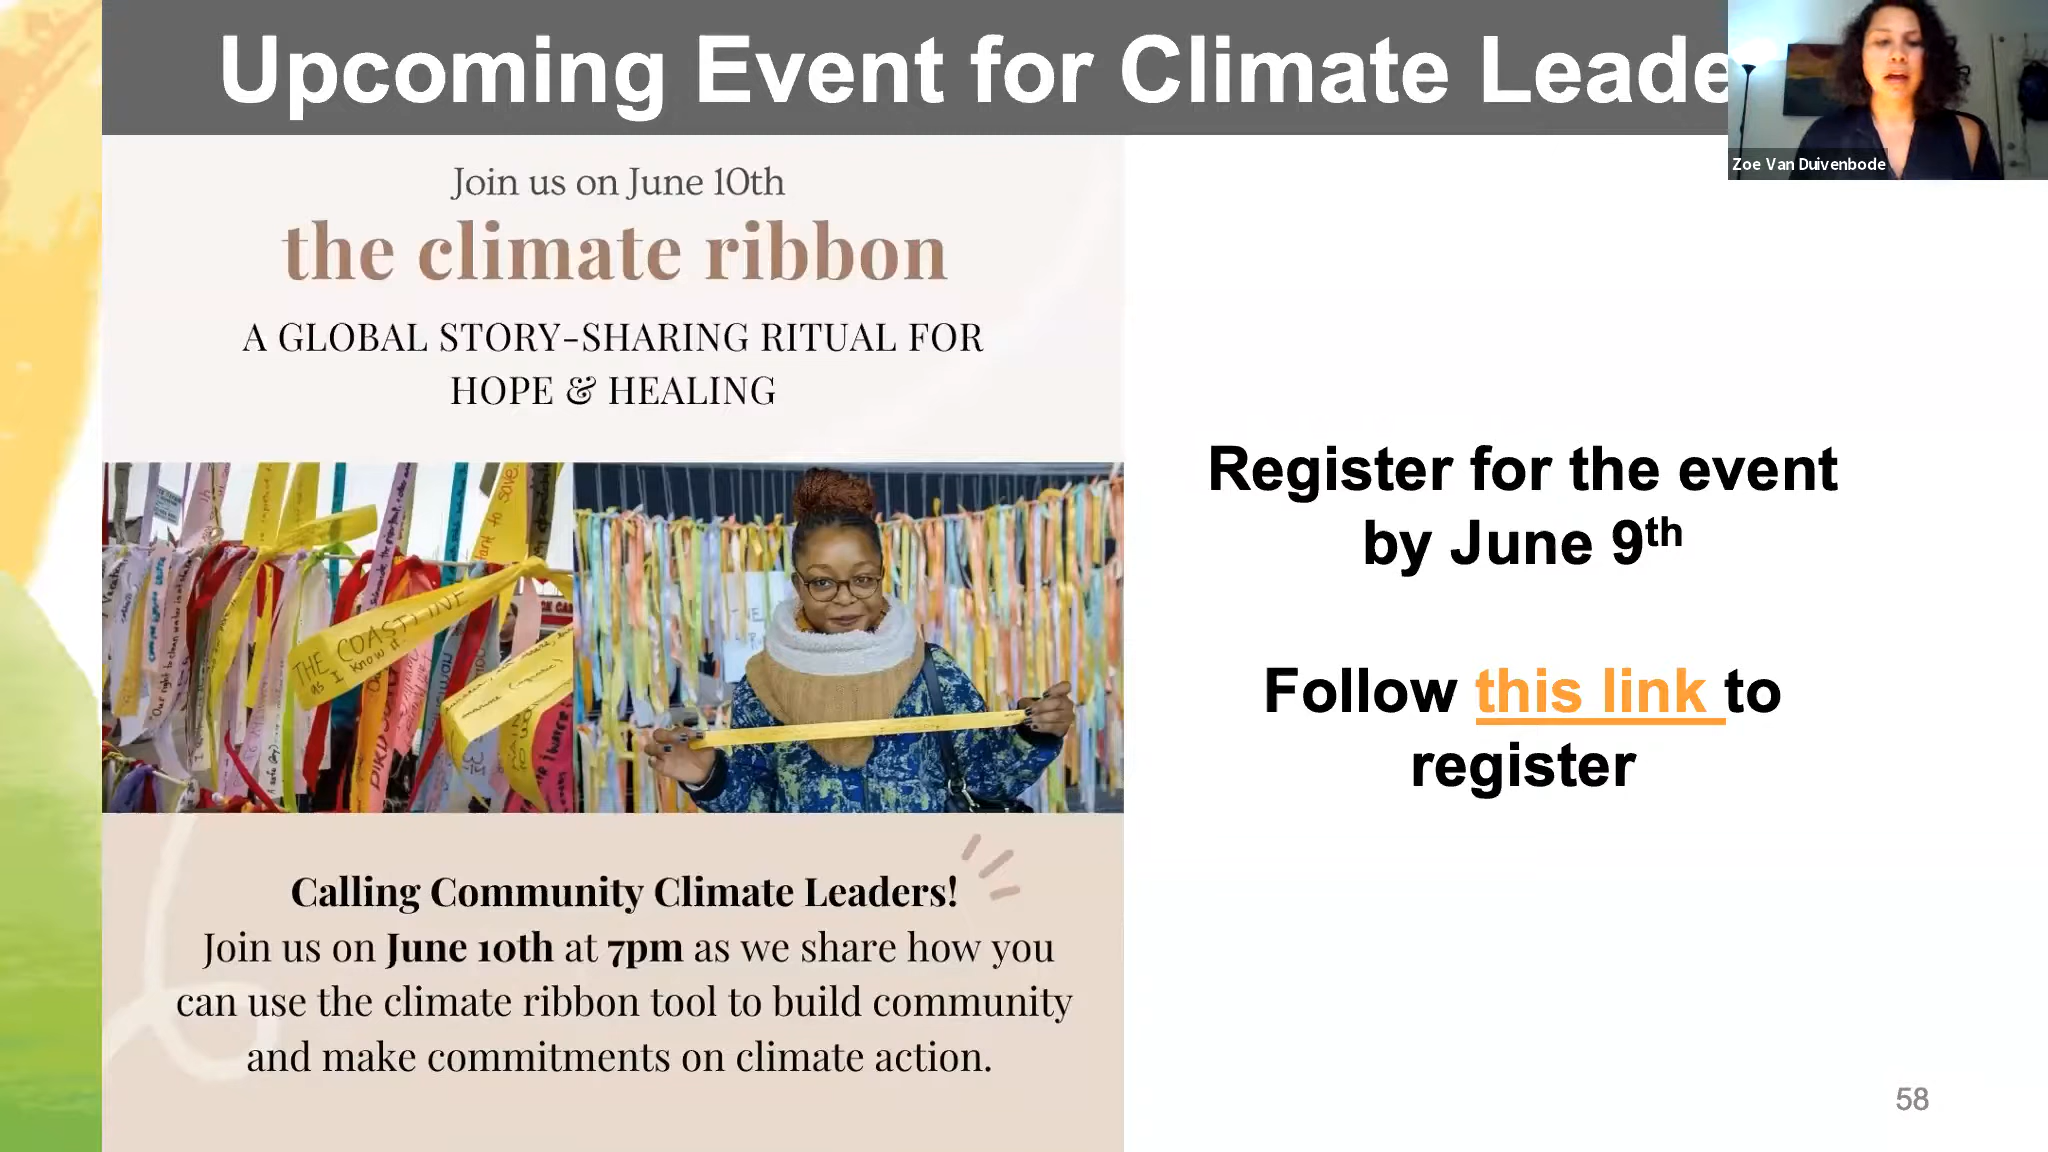 Upcoming Event for Climate Leade
Zoe Van Duivenbode
Join us on June 10th
the climate ribbon
A GLOBAL STORY-SHARING RITUAL FOR
HOPE & HEALING
THE COASTLINE
as I know it
Calling Community Climate Leaders!
Join us on June 10th at 7pm as we share how you
can use the climate ribbon tool to build community
and make commitments on climate action.
Register for the event
by June 9th
Follow this link to
register
58